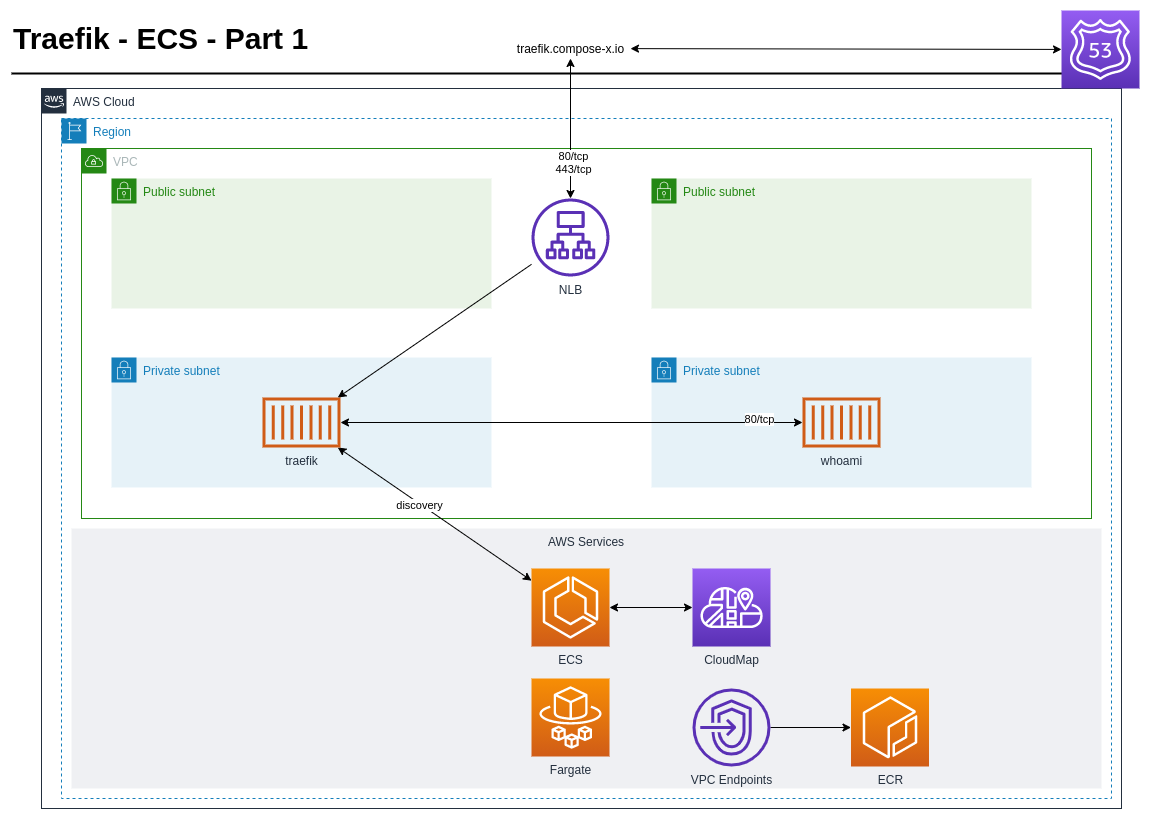 Traefik - ECS - Part 1
traefik.compose-x.io
53
aws
AWS Cloud
Region
VPC
80/tcp
443/tcp
Public subnet
Public subnet
NLB
Private subnet
Private subnet
80/tcp
traefik
whoami
discovery
AWS Services
ECS
CloudMap
Fargate
VPC Endpoints
ECR